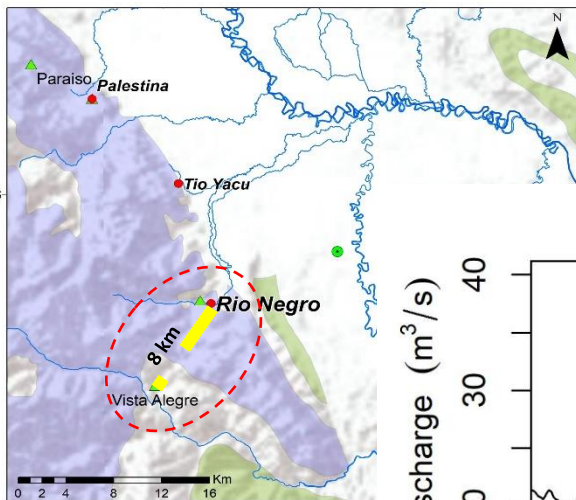 N
Paraiso
Palestina
Tio Yacu
Rio Negro
8 km
Vista Alegre
Km
0 2 4 8 12 16
(m³/s)
40
30